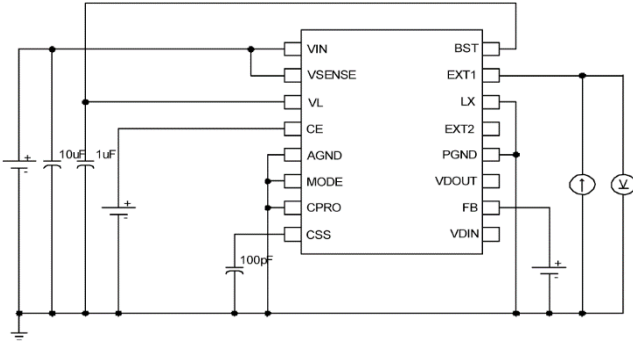 VIN
VSENSE
VL
CE
AGND
MODE
CPRO
CSS
BST
EXT1
LX
EXT2
PGND
VDOUT
FB
VDIN
10uF
1uF
100pF
+
-
+
-
+
-
V